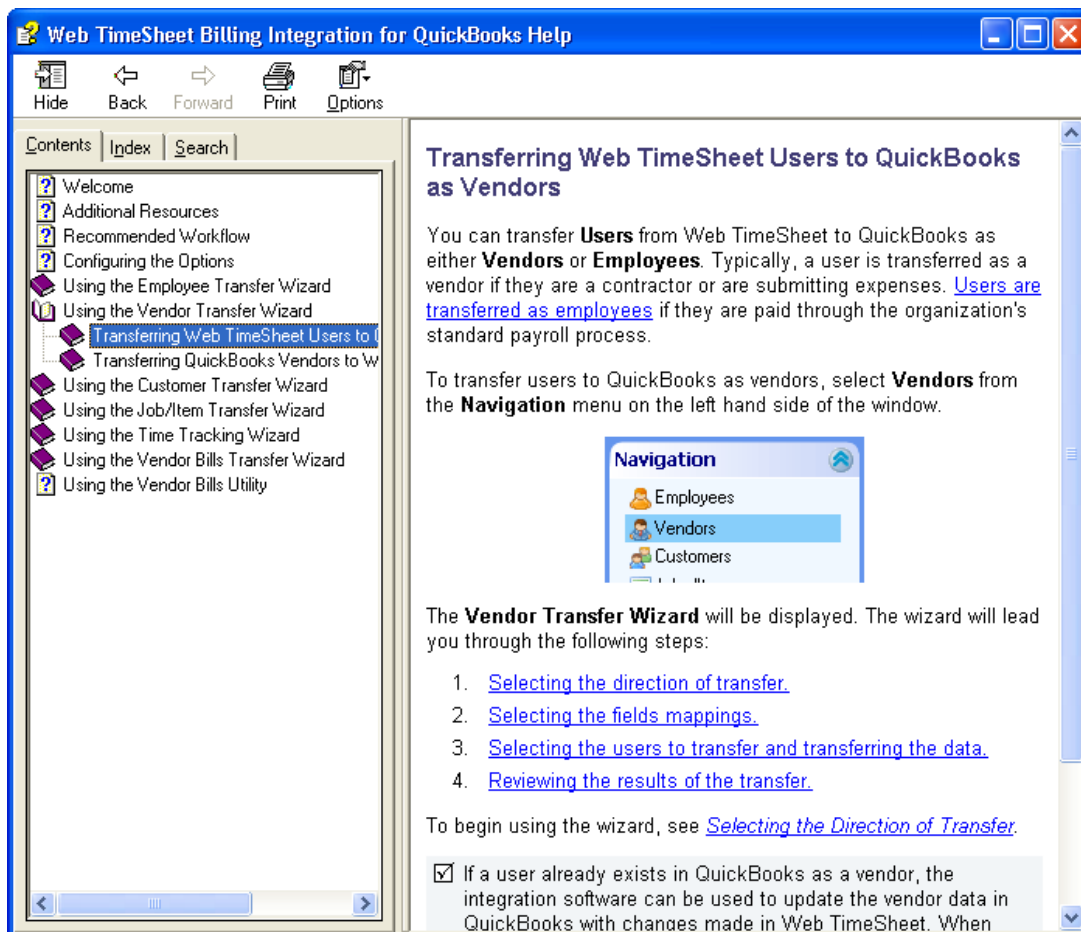 Web TimeSheet Billing Integration for QuickBooks Help
Hide
Back
Forward
Print
Options
Contents
Index
Search
Welcome
Additional Resources
Recommended Workflow
Configuring the Options
Using the Employee Transfer Wizard
Using the Vendor Transfer Wizard
Transferring Web TimeSheet Users to
Transferring QuickBooks Vendors to W
Using the Customer Transfer Wizard
Using the Job/Item Transfer Wizard
Using the Time Tracking Wizard
Using the Vendor Bills Transfer Wizard
Using the Vendor Bills Utility
Transferring Web TimeSheet Users to QuickBooks
as Vendors
You can transfer Users from Web TimeSheet to QuickBooks as
either Vendors or Employees. Typically, a user is transferred as a
vendor if they are a contractor or are submitting expenses. Users are
transferred as employees if they are paid through the organization's
standard payroll process.
To transfer users to QuickBooks as vendors, select Vendors from
the Navigation menu on the left hand side of the window.
Navigation
Employees
Vendors
Customers
The Vendor Transfer Wizard will be displayed. The wizard will lead
you through the following steps:
1. Selecting the direction of transfer.
2. Selecting the fields mappings.
3. Selecting the users to transfer and transferring the data.
4. Reviewing the results of the transfer.
To begin using the wizard, see Selecting the Direction of Transfer.
If a user already exists in QuickBooks as a vendor, the
integration software can be used to update the vendor data in
QuickBooks with changes made in Web TimeSheet. When